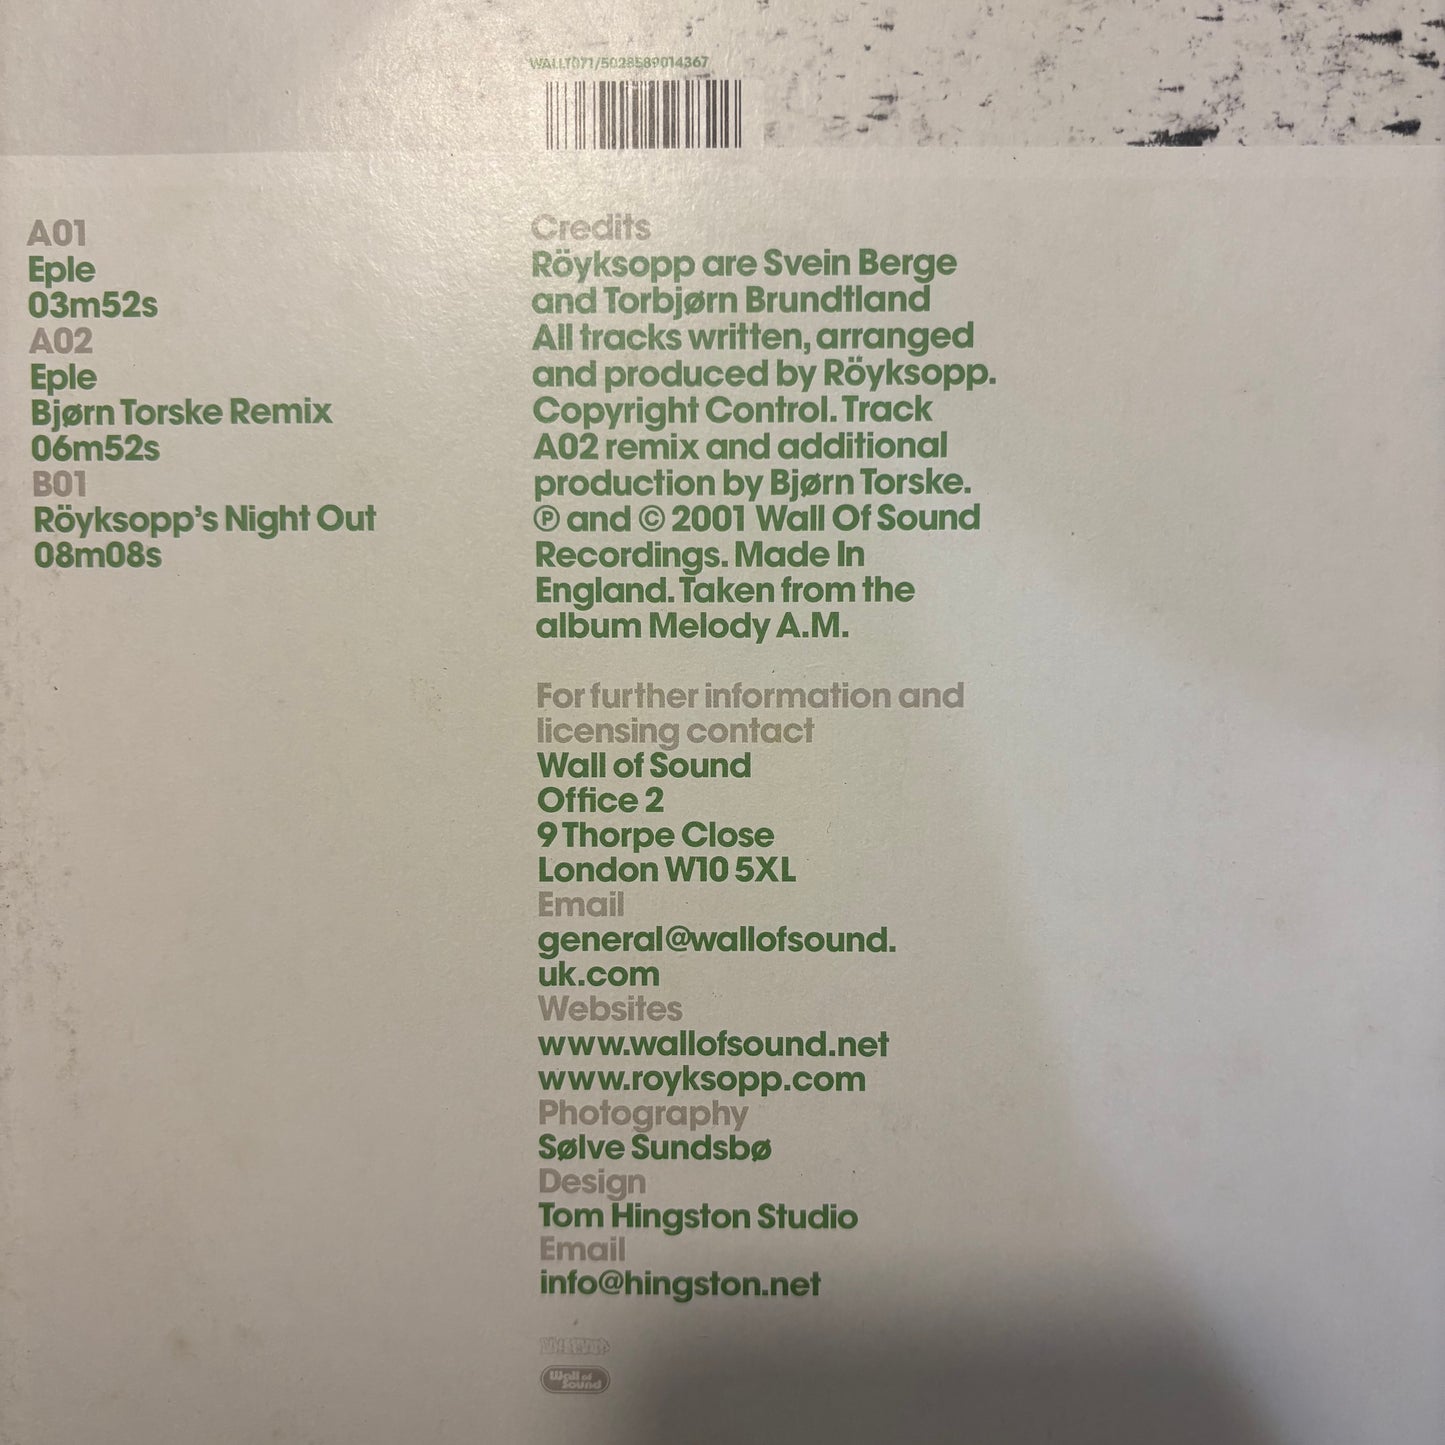 WALLT071/5028589014367
A01
Eple
03m52s
A02
Eple
Bjørn Torske Remix
06m52s
B01
Röyksopp's Night Out
08m08s
Credits
Röyksopp are Svein Berge
and Torbjørn Brundtland
All tracks written, arranged
and produced by Röyksopp.
Copyright Control. Track
A02 remix and additional
production by Bjørn Torske.
℗ and © 2001 Wall Of Sound
Recordings. Made In
England. Taken from the
album Melody A.M.
For further information and
licensing contact
Wall of Sound
Office 2
9 Thorpe Close
London W10 5XL
Email
general@wallofsound.
uk.com
Websites
www.wallofsound.net
www.royksopp.com
Photography
Sølve Sundsbø
Design
Tom Hingston Studio
Email
info@hingston.net
Wall of
Sound